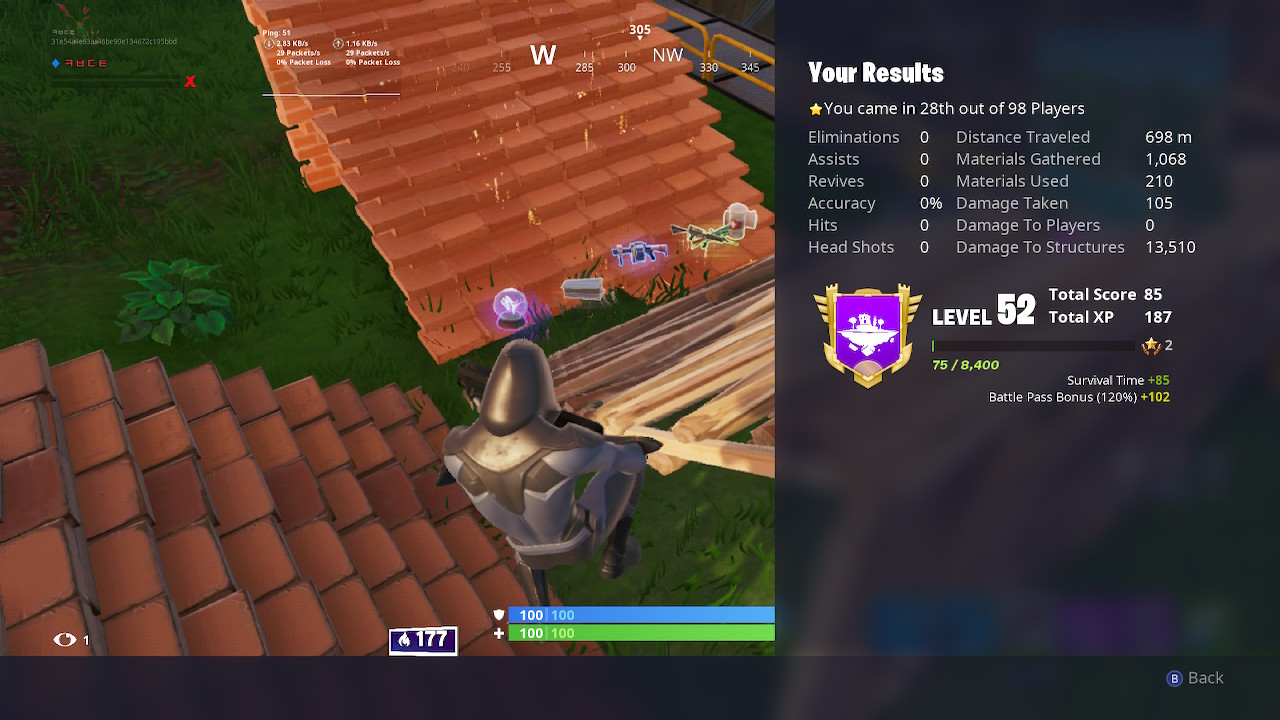 31e54a4e63aa46be90e134672c195bbd
Ping: 51
2.83 KB/s 1.16 KB/s
29 Packets/s 29 Packets/s
0% Packet Loss 0% Packet Loss
305
240 255 W 285 300 NW 330 345
X
Your Results
You came in 28th out of 98 Players
Eliminations 0 Distance Traveled 698 m
Assists 0 Materials Gathered 1,068
Revives 0 Materials Used 210
Accuracy 0% Damage Taken 105
Hits 0 Damage To Players 0
Head Shots 0 Damage To Structures 13,510
LEVEL 52
Total Score 85
Total XP 187
2
75 / 8,400
Survival Time +85
Battle Pass Bonus (120%) +102
100 100
100 100
1
177
B Back